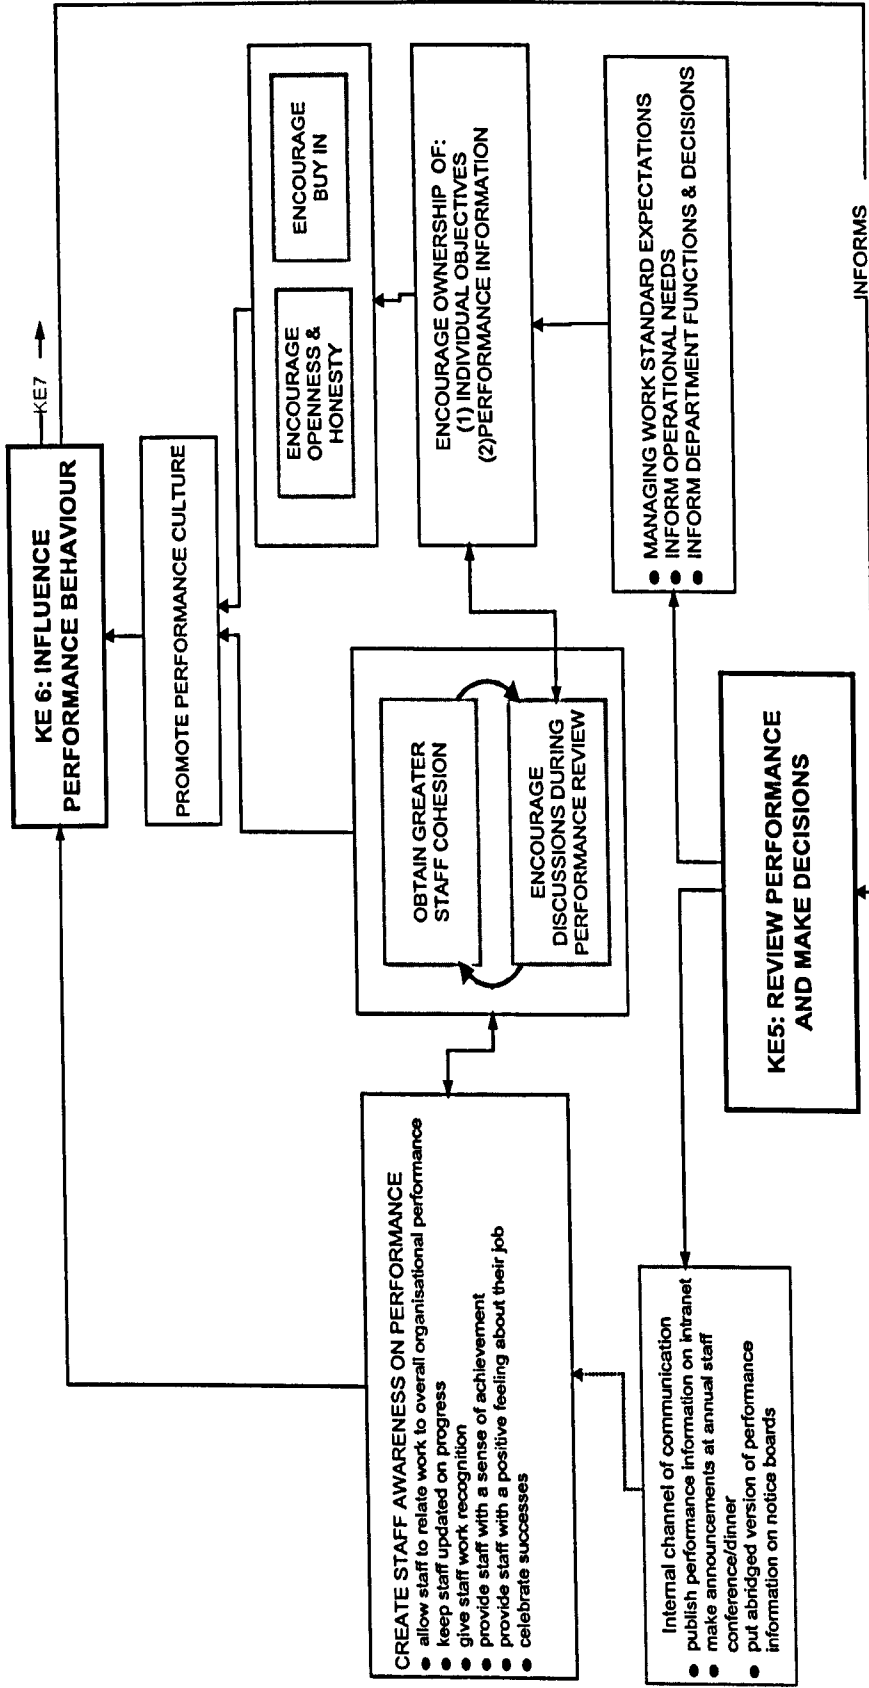 KE 6: INFLUENCE
PERFORMANCE BEHAVIOUR
KE7
PROMOTE PERFORMANCE CULTURE
ENCOURAGE
OPENNESS &
HONESTY
ENCOURAGE
BUY IN
OBTAIN GREATER
STAFF COHESION
ENCOURAGE
DISCUSSIONS DURING
PERFORMANCE REVIEW
ENCOURAGE OWNERSHIP OF:
(1) INDIVIDUAL OBJECTIVES
(2)PERFORMANCE INFORMATION
CREATE STAFF AWARENESS ON PERFORMANCE
● allow staff to relate work to overall organisational performance
● keep staff updated on progress
● give staff work recognition
● provide staff with a sense of achievement
● provide staff with a positive feeling about their job
● celebrate successes
● MANAGING WORK STANDARD EXPECTATIONS
● INFORM OPERATIONAL NEEDS
● INFORM DEPARTMENT FUNCTIONS & DECISIONS
Internal channel of communication
● publish performance information on intranet
● make announcements at annual staff
conference/dinner
● put abridged version of performance
information on notice boards
KE5: REVIEW PERFORMANCE
AND MAKE DECISIONS
INFORMS